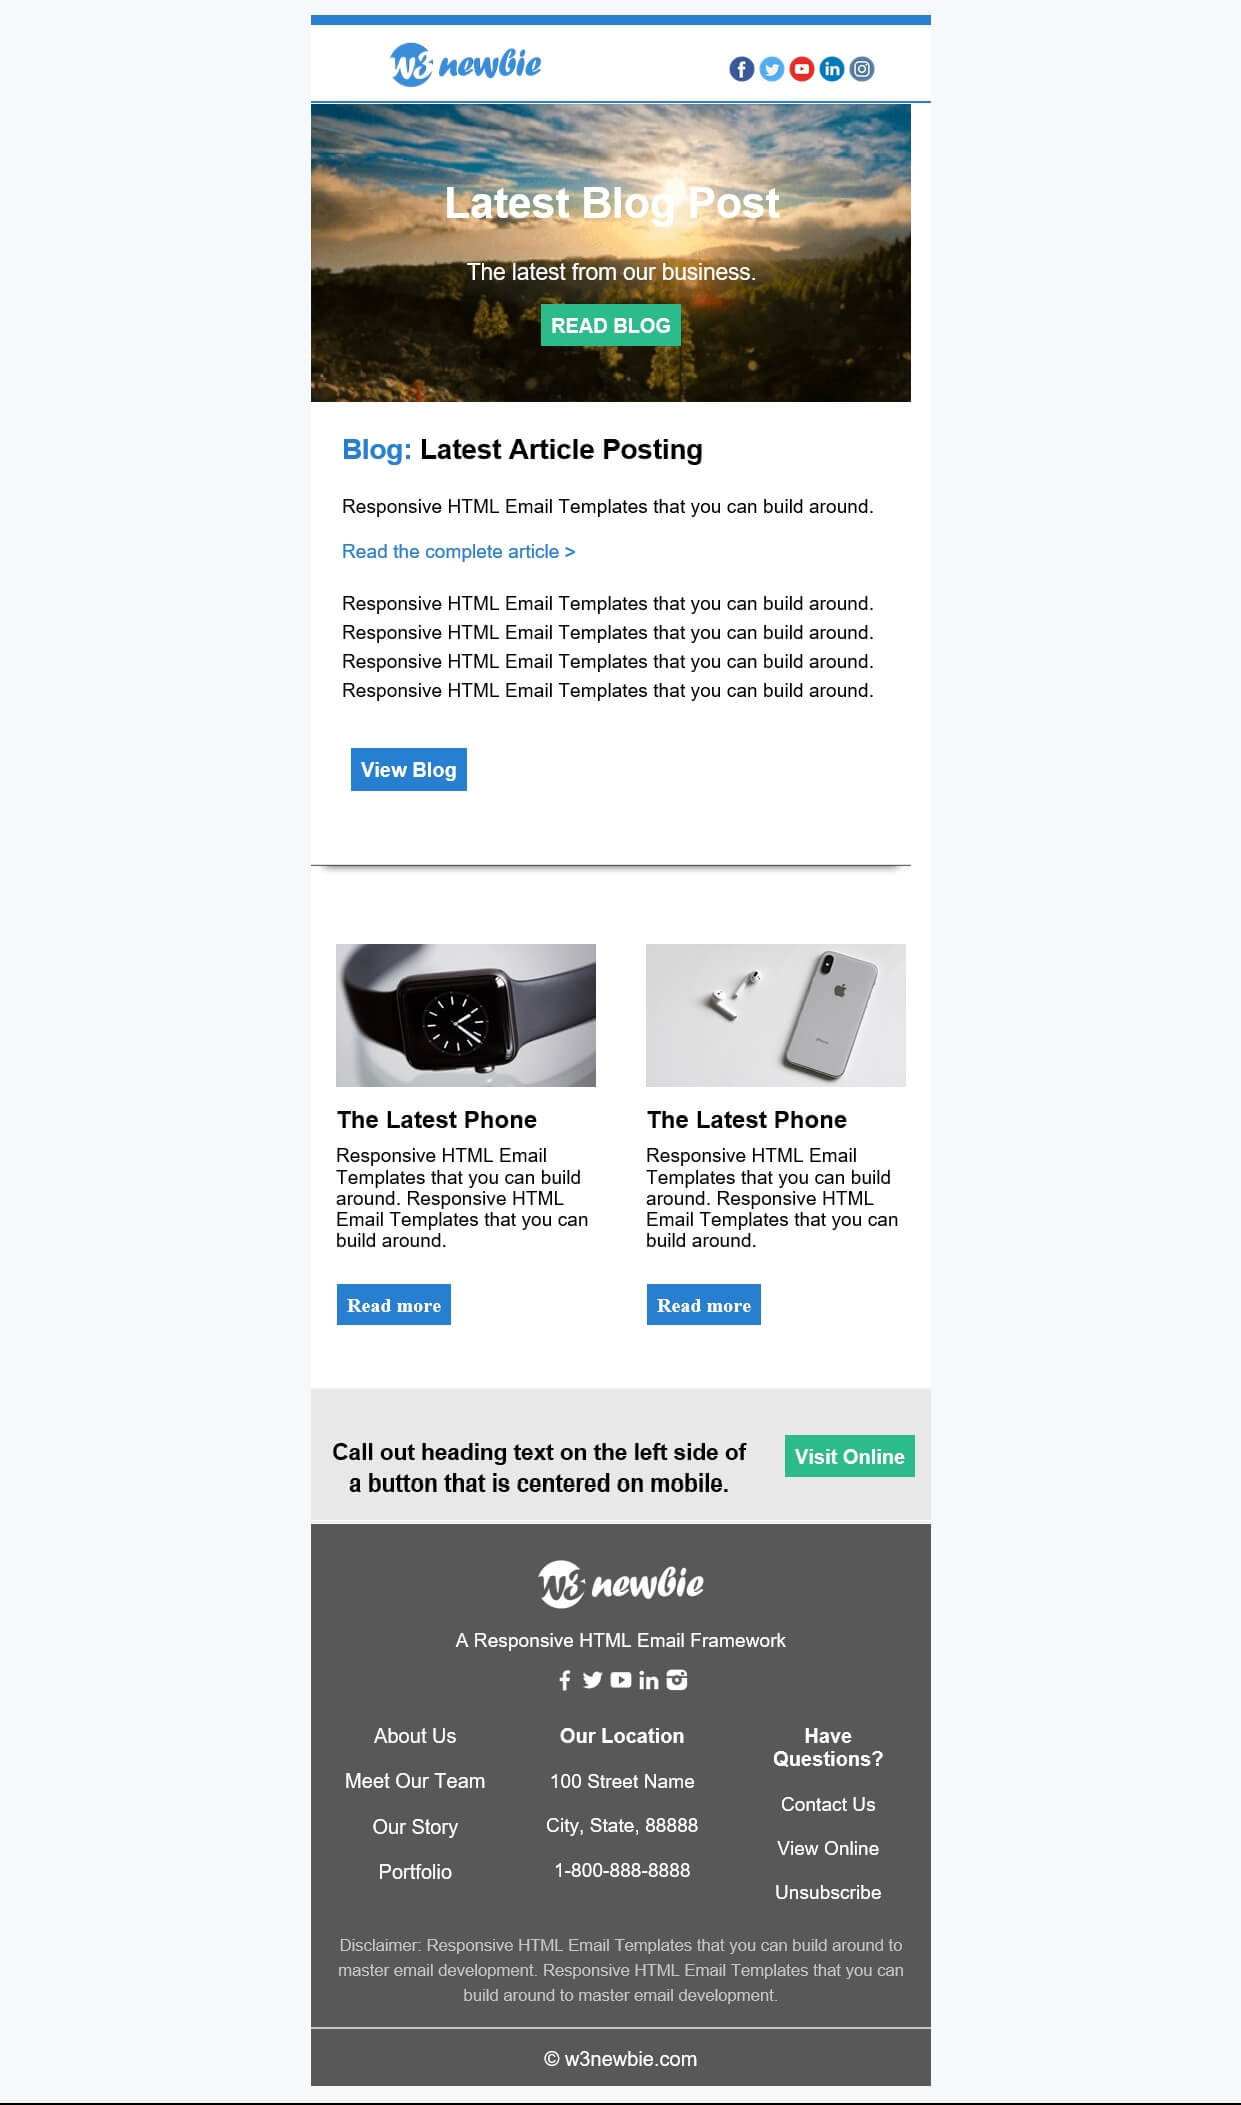 W3 newbie
Latest Blog Post
The latest from our business.
READ BLOG
Blog: Latest Article Posting
Responsive HTML Email Templates that you can build around.
Read the complete article >
Responsive HTML Email Templates that you can build around.
Responsive HTML Email Templates that you can build around.
Responsive HTML Email Templates that you can build around.
Responsive HTML Email Templates that you can build around.
View Blog
iPhone
The Latest Phone
Responsive HTML Email
Templates that you can build
around. Responsive HTML
Email Templates that you can
build around.
Read more
The Latest Phone
Responsive HTML Email
Templates that you can build
around. Responsive HTML
Email Templates that you can
build around.
Read more
Call out heading text on the left side of
a button that is centered on mobile.
Visit Online
W3 newbie
A Responsive HTML Email Framework
About Us
Meet Our Team
Our Story
Portfolio
Our Location
100 Street Name
City, State, 88888
1-800-888-8888
Have
Questions?
Contact Us
View Online
Unsubscribe
Disclaimer: Responsive HTML Email Templates that you can build around to
master email development. Responsive HTML Email Templates that you can
build around to master email development.
© w3newbie.com